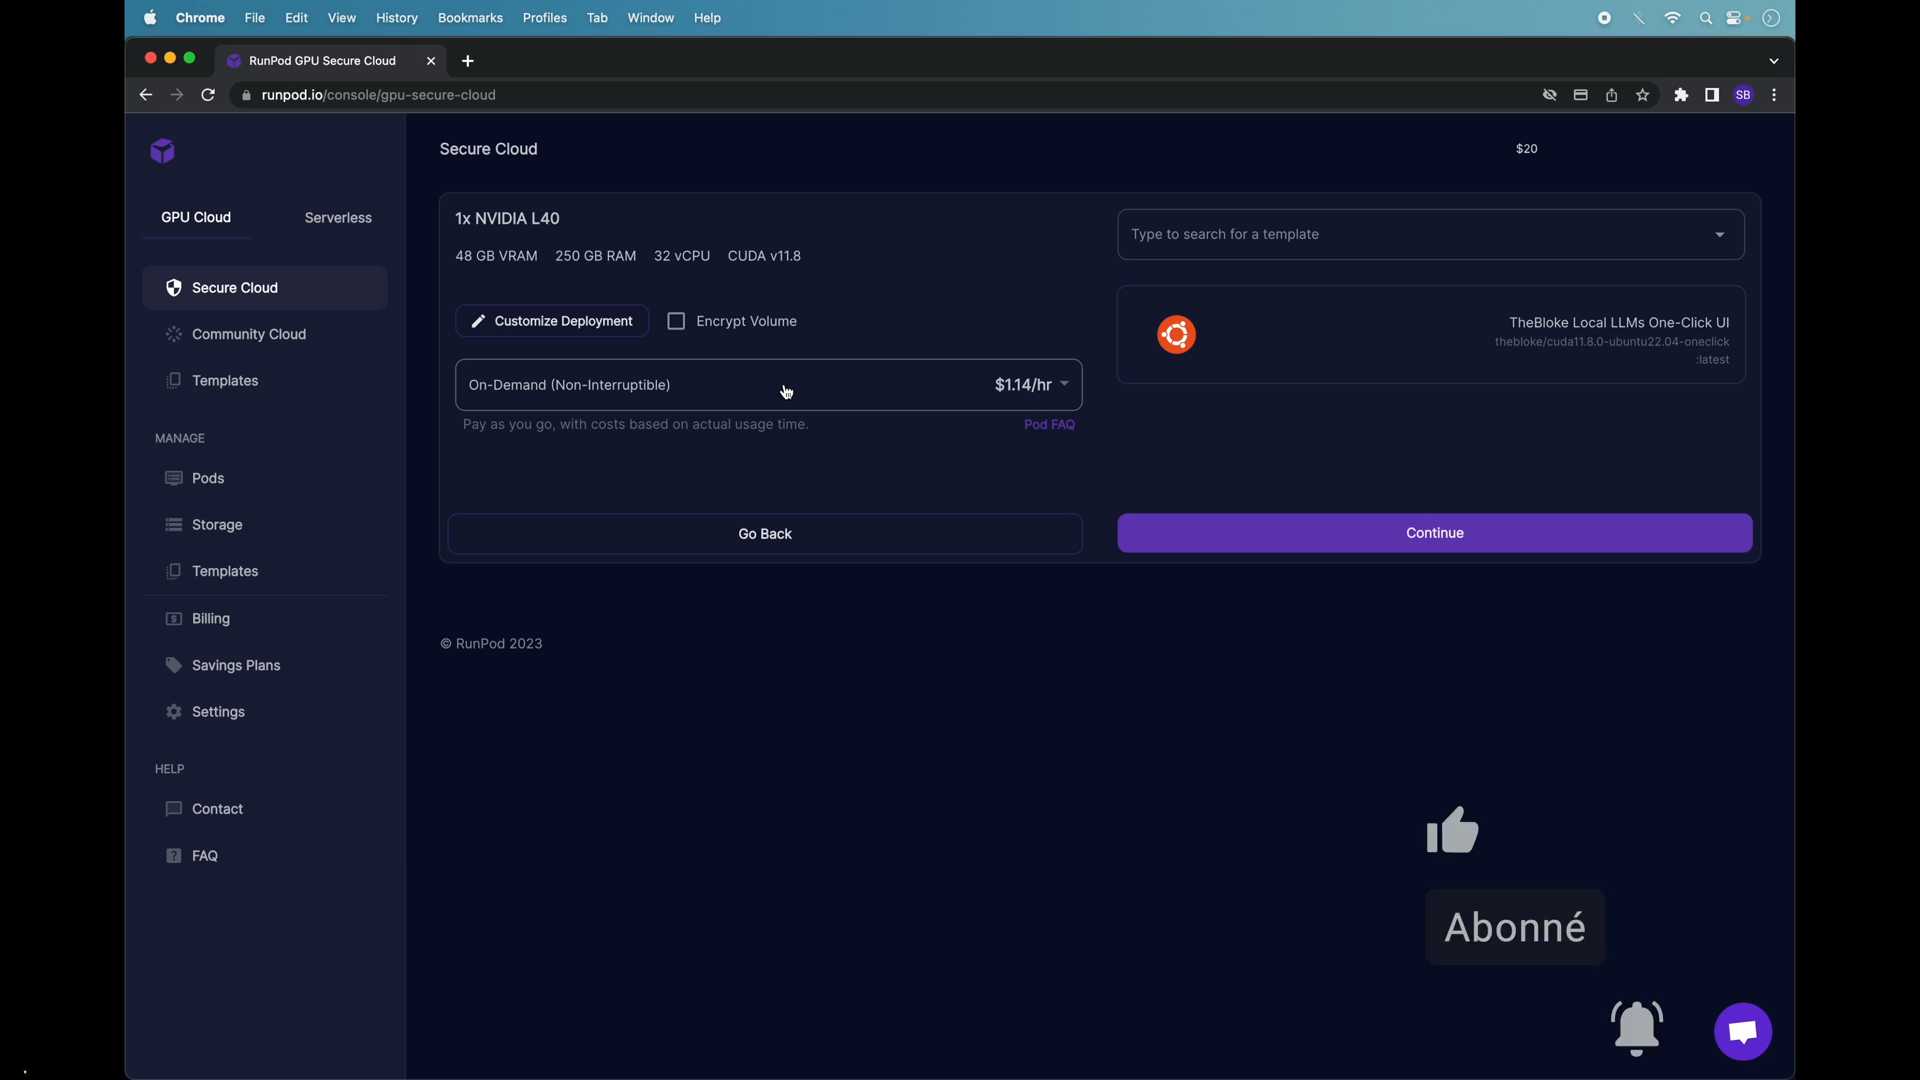 Chrome File Edit View History Bookmarks Profiles Tab Window Help
RunPod GPU Secure Cloud
runpod.io/console/gpu-secure-cloud
SB
GPU Cloud Serverless
Secure Cloud
Community Cloud
Templates
MANAGE
Pods
Storage
Templates
Billing
Savings Plans
Settings
HELP
Contact
FAQ
Secure Cloud
$20
1x NVIDIA L40
48 GB VRAM 250 GB RAM 32 vCPU CUDA v11.8
Customize Deployment Encrypt Volume
On-Demand (Non-Interruptible) $1.14/hr
Pay as you go, with costs based on actual usage time. Pod FAQ
Type to search for a template
TheBloke Local LLMs One-Click UI
thebloke/cuda11.8.0-ubuntu22.04-oneclick
:latest
Go Back
Continue
© RunPod 2023
Abonné